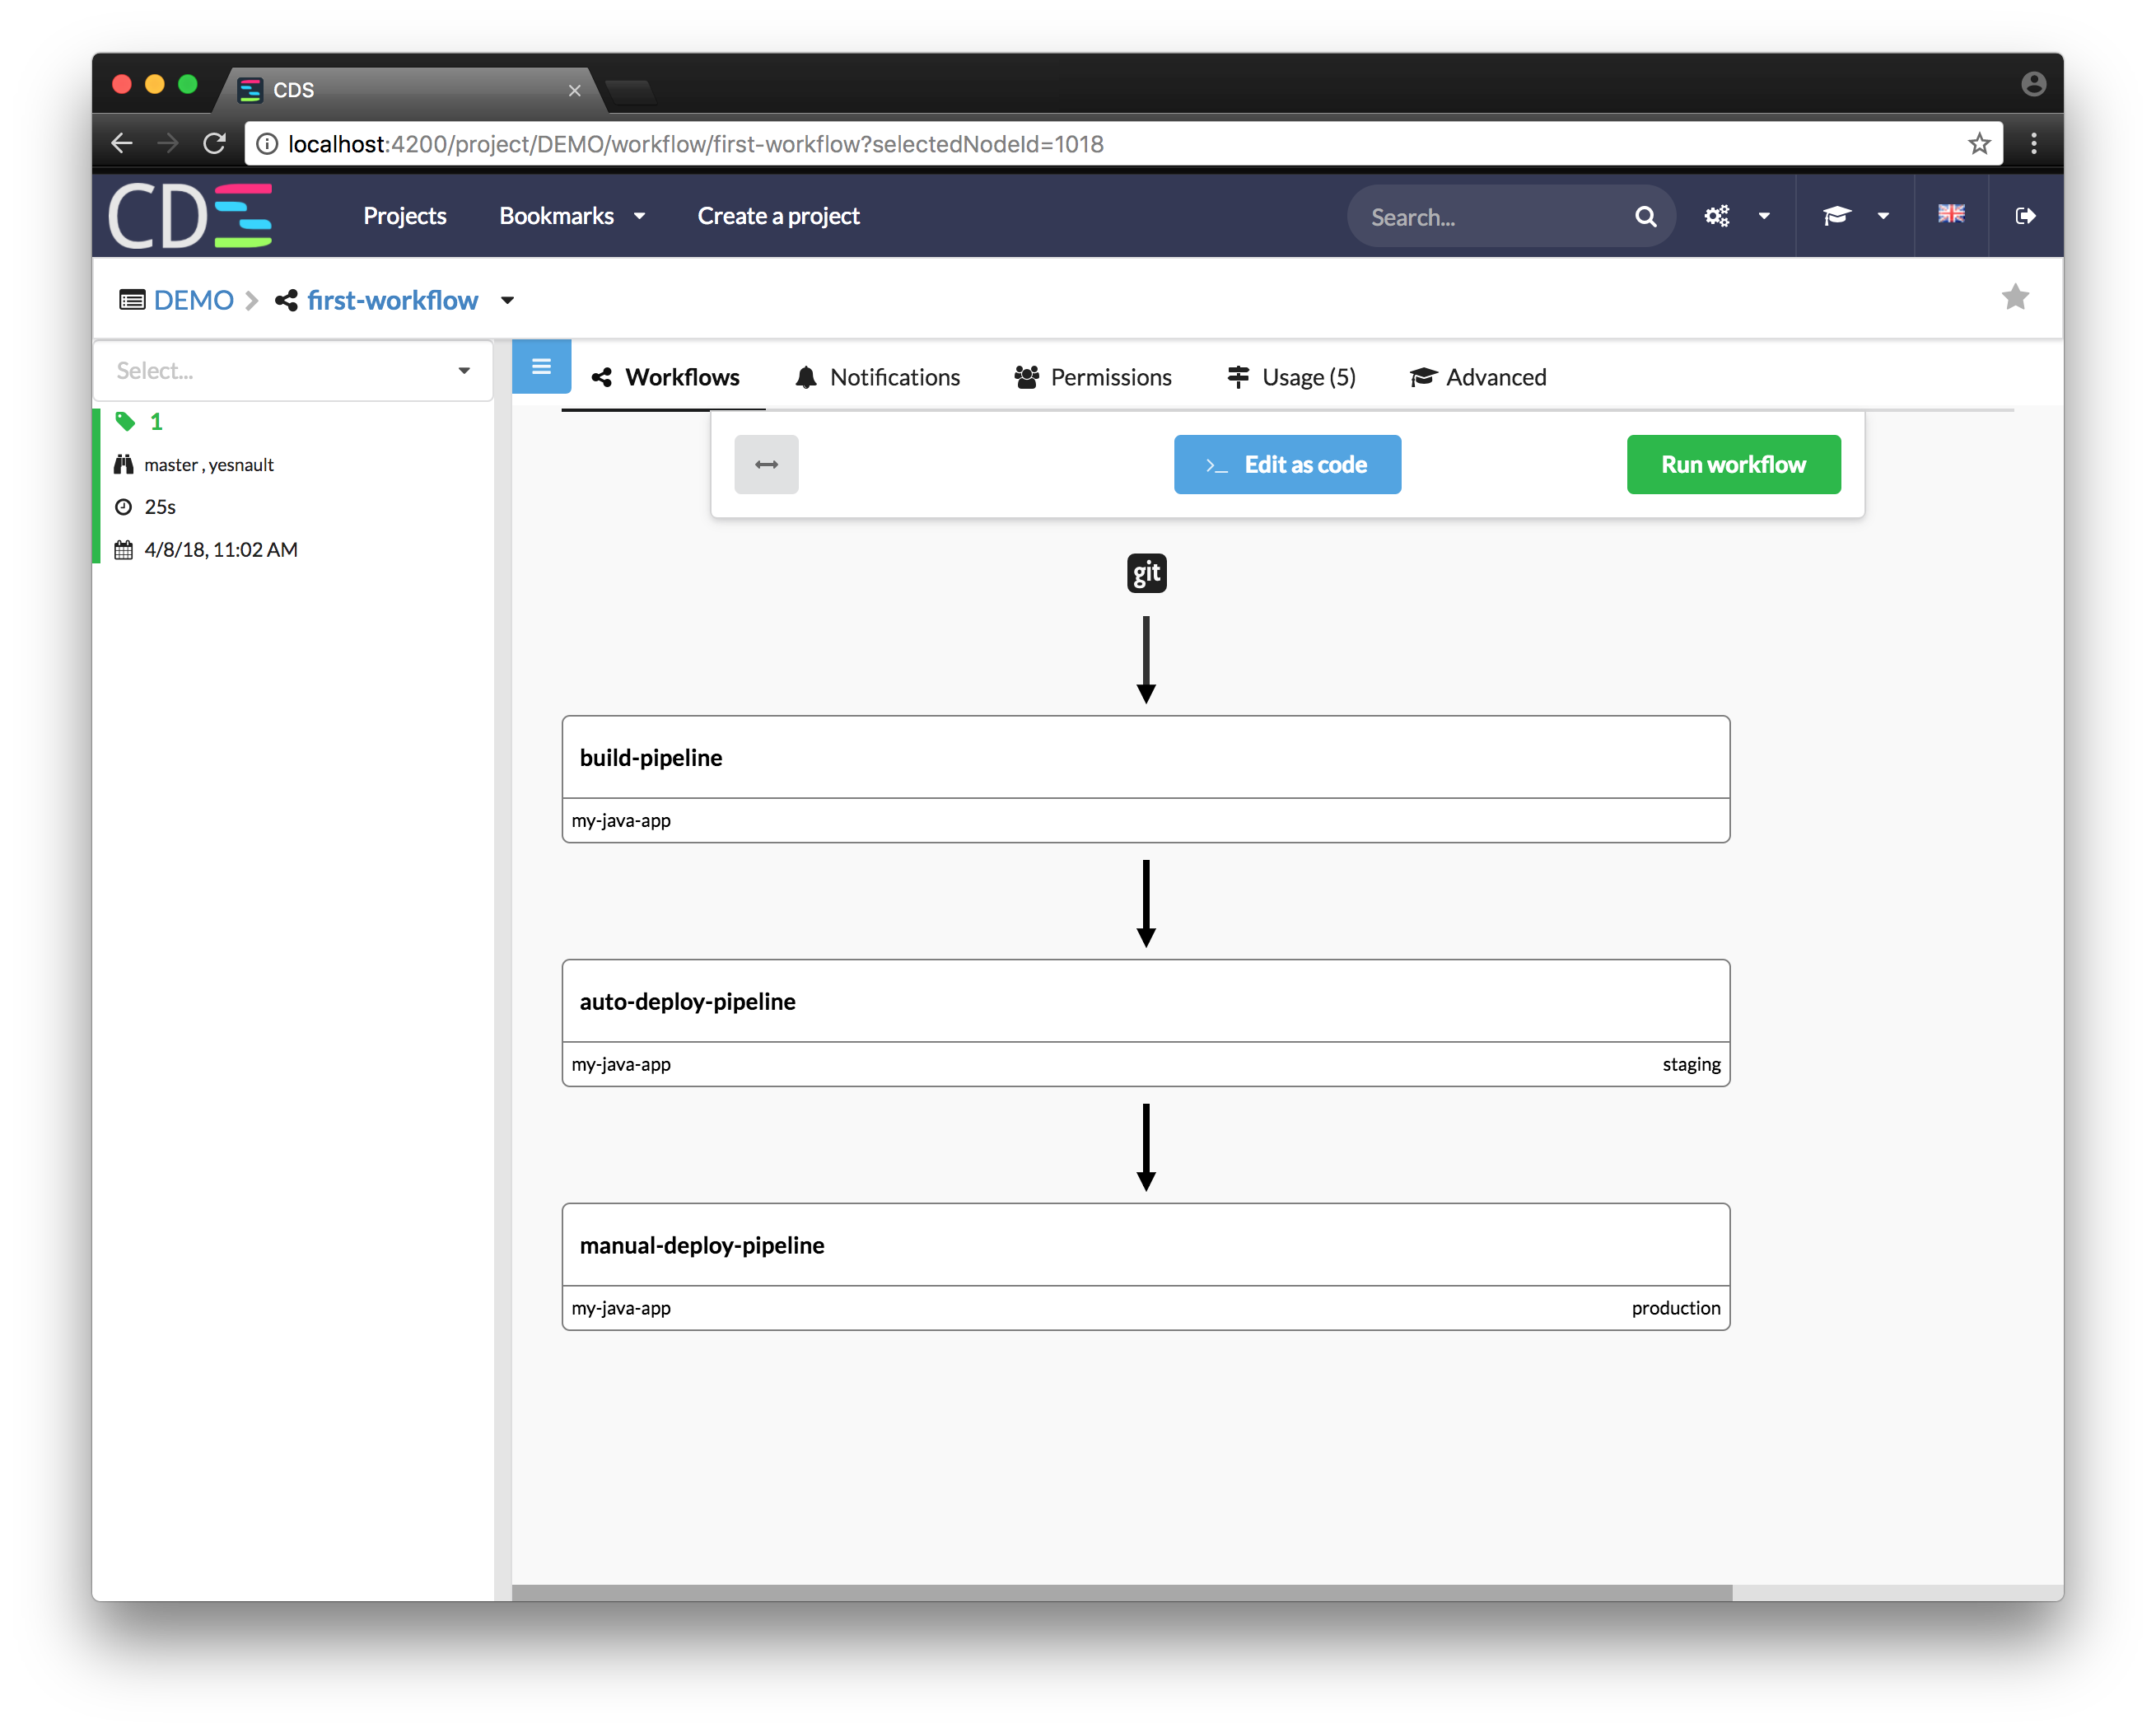 CDS
localhost:4200/project/DEMO/workflow/first-workflow?selectedNodeId=1018
CDS Projects Bookmarks Create a project Search...
DEMO first-workflow
Select... Workflows Notifications Permissions Usage (5) Advanced
1
master , yesnault
25s
4/8/18, 11:02 AM
>_ Edit as code Run workflow
git
build-pipeline
my-java-app
auto-deploy-pipeline
my-java-app staging
manual-deploy-pipeline
my-java-app production